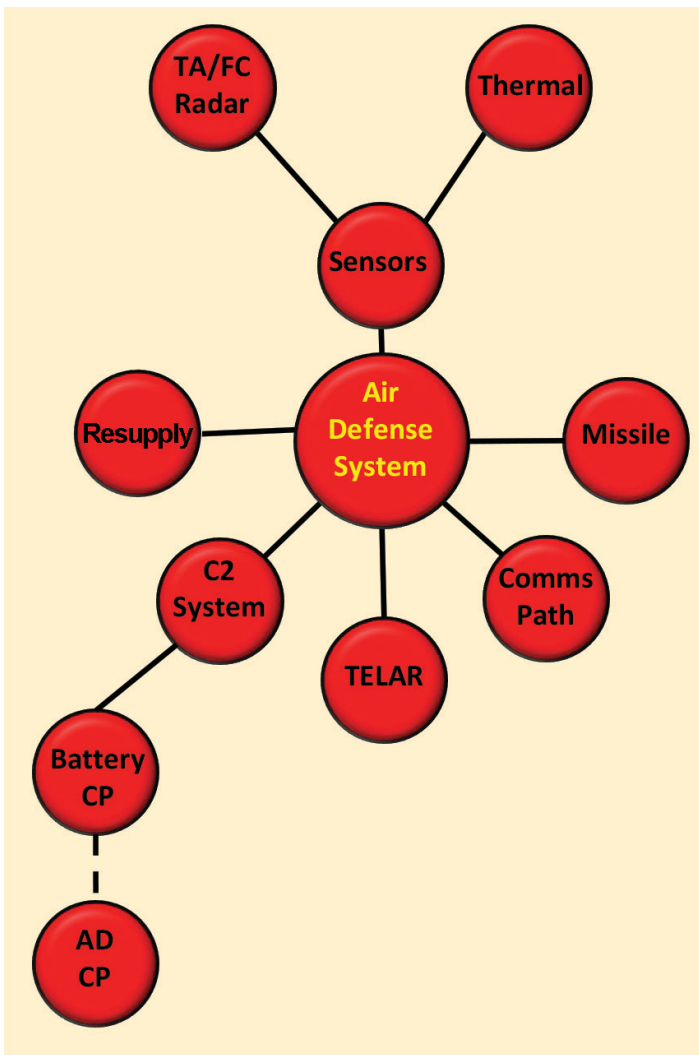 TA/FC
Radar
Thermal
Sensors
Air
Defense
System
Resupply
Missile
C2
System
Comms
Path
TELAR
Battery
CP
AD
CP